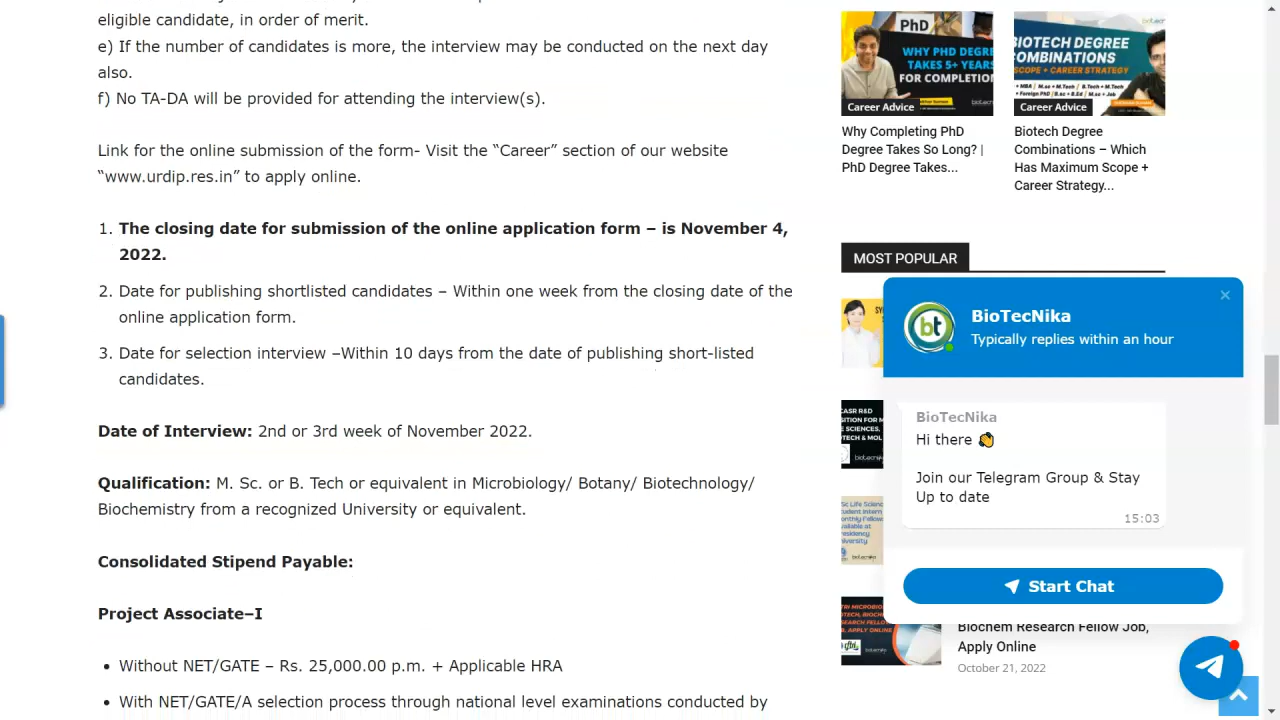 eligible candidate, in order of merit.
e) If the number of candidates is more, the interview may be conducted on the next day
also.
f) No TA-DA will be provided for attending the interview(s).
Link for the online submission of the form- Visit the “Career” section of our website
“www.urdip.res.in” to apply online.
1. The closing date for submission of the online application form – is November 4,
2022.
2. Date for publishing shortlisted candidates – Within one week from the closing date of the
online application form.
3. Date for selection interview –Within 10 days from the date of publishing short-listed
candidates.
Date of Interview: 2nd or 3rd week of November 2022.
Qualification: M. Sc. or B. Tech or equivalent in Microbiology/ Botany/ Biotechnology/
Biochemistry from a recognized University or equivalent.
Consolidated Stipend Payable:
Project Associate–I
Without NET/GATE – Rs. 25,000.00 p.m. + Applicable HRA
With NET/GATE/A selection process through national level examinations conducted by
PhD
WHY PHD DEGRE
TAKES 5+ YEARS
FOR COMPLETION
Career Advice
Why Completing PhD
Degree Takes So Long? |
PhD Degree Takes...
BIOTECH DEGREE
COMBINATIONS
SCOPE + CAREER STRATEGY
Career Advice
Biotech Degree
Combinations – Which
Has Maximum Scope +
Career Strategy...
MOST POPULAR
BioTecNika
Typically replies within an hour
BioTecNika
Hi there 👋
Join our Telegram Group & Stay
Up to date
15:03
Start Chat
Biochem Research Fellow Job,
Apply Online
October 21, 2022